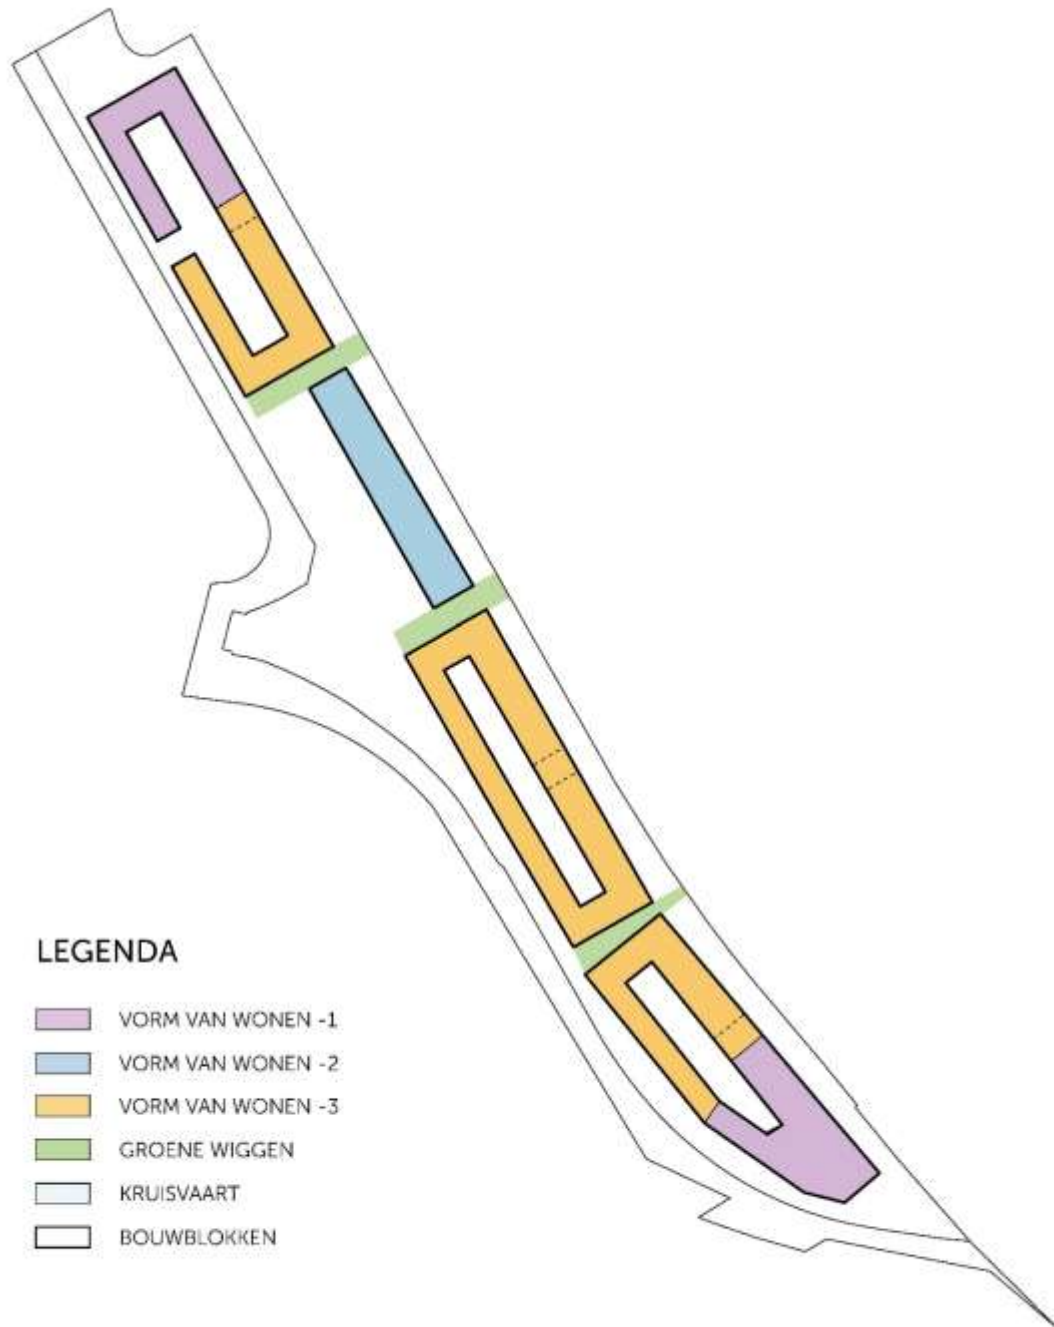 LEGENDA
VORM VAN WONEN -1
VORM VAN WONEN -2
VORM VAN WONEN -3
GROENE WIGGEN
KRUISVAART
BOUWBLOKKEN